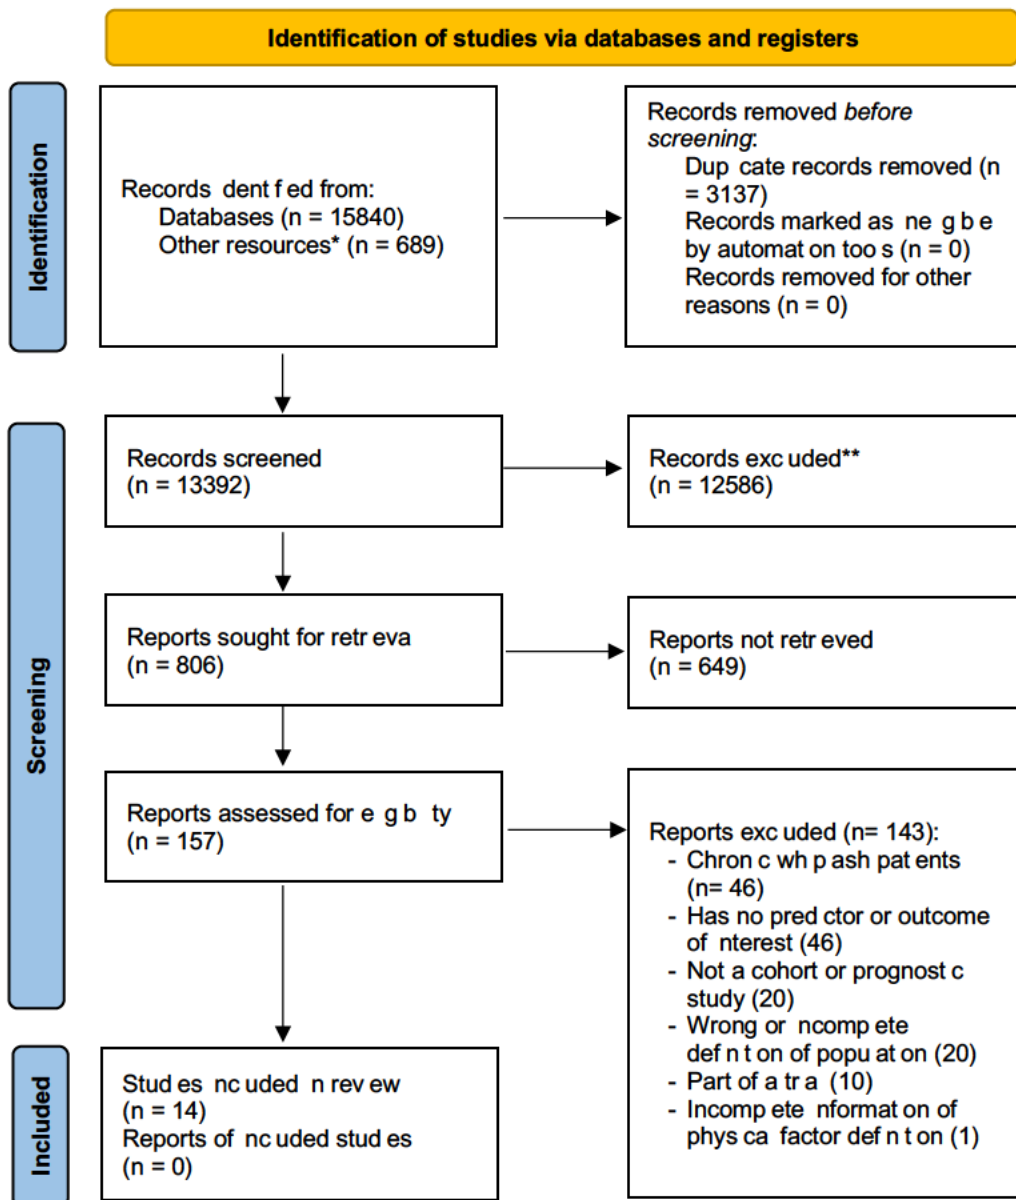 Identification of studies via databases and registers
Identification
Records dent f ed from:
Databases (n = 15840)
Other resources* (n = 689)
Records removed before
screening:
Dup cate records removed (n
= 3137)
Records marked as ne g b e
by automat on too s (n = 0)
Records removed for other
reasons (n = 0)
Screening
Records screened
(n = 13392)
Records exc uded**
(n = 12586)
Reports sought for retr eva
(n = 806)
Reports not retr eved
(n = 649)
Reports assessed for e g b ty
(n = 157)
Reports exc uded (n= 143):
- Chron c wh p ash pat ents
(n= 46)
- Has no pred ctor or outcome
of nterest (46)
- Not a cohort or prognost c
study (20)
- Wrong or ncomp ete
def n t on of popu at on (20)
- Part of a tr a (10)
- Incomp ete nformat on of
phys ca factor def n t on (1)
Included
Stud es nc uded n rev ew
(n = 14)
Reports of nc uded stud es
(n = 0)